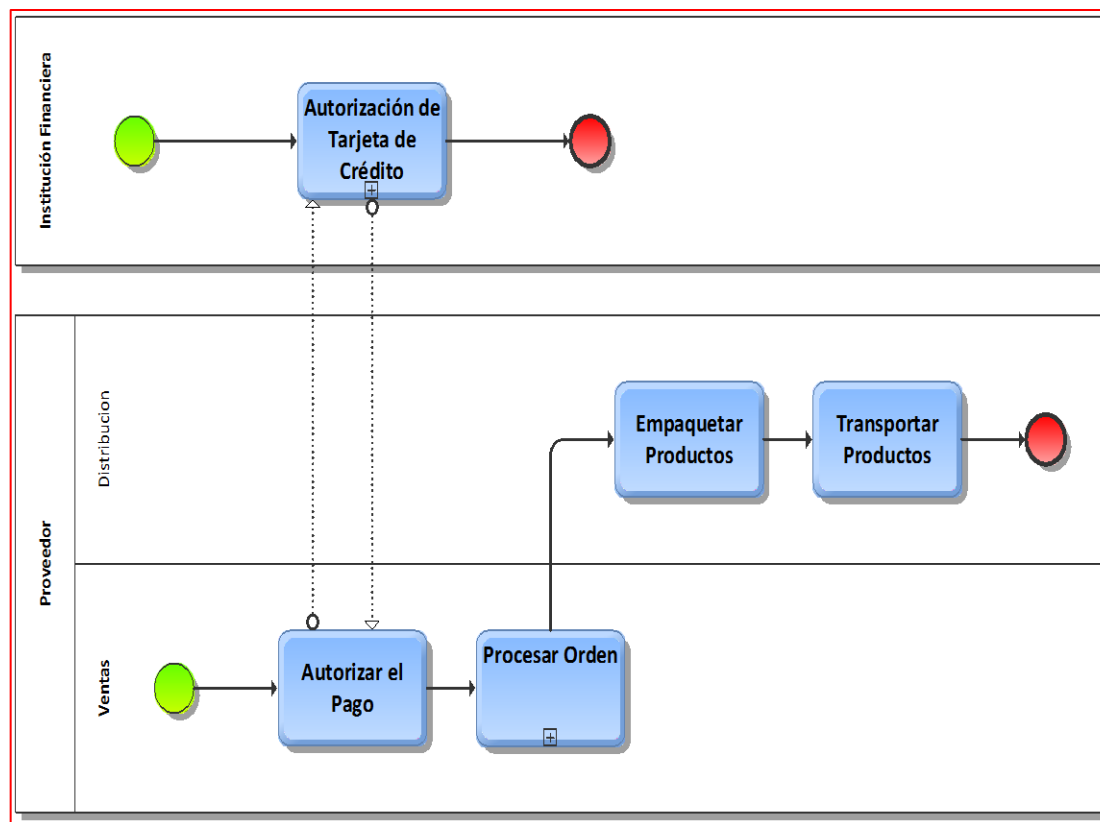 Institución Financiera
Autorización de
Tarjeta de
Crédito
Proveedor
Distribucion
Empaquetar
Productos
Transportar
Productos
Ventas
Autorizar el
Pago
Procesar Orden